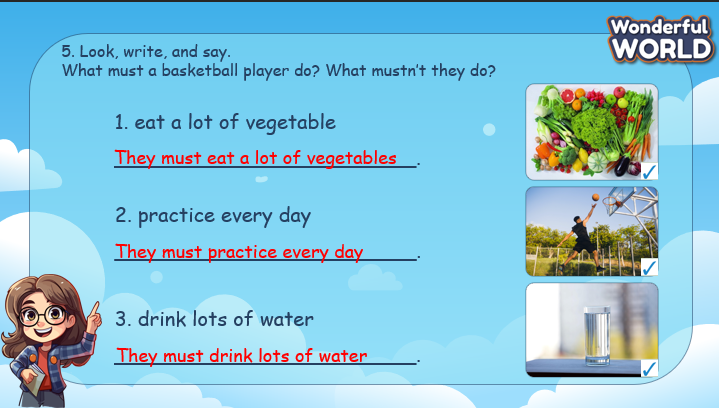 Wonderful
WORLD
5. Look, write, and say.
What must a basketball player do? What mustn't they do?
1. eat a lot of vegetable
They must eat a lot of vegetables.
2. practice every day
They must practice every day.
3. drink lots of water
They must drink lots of water.